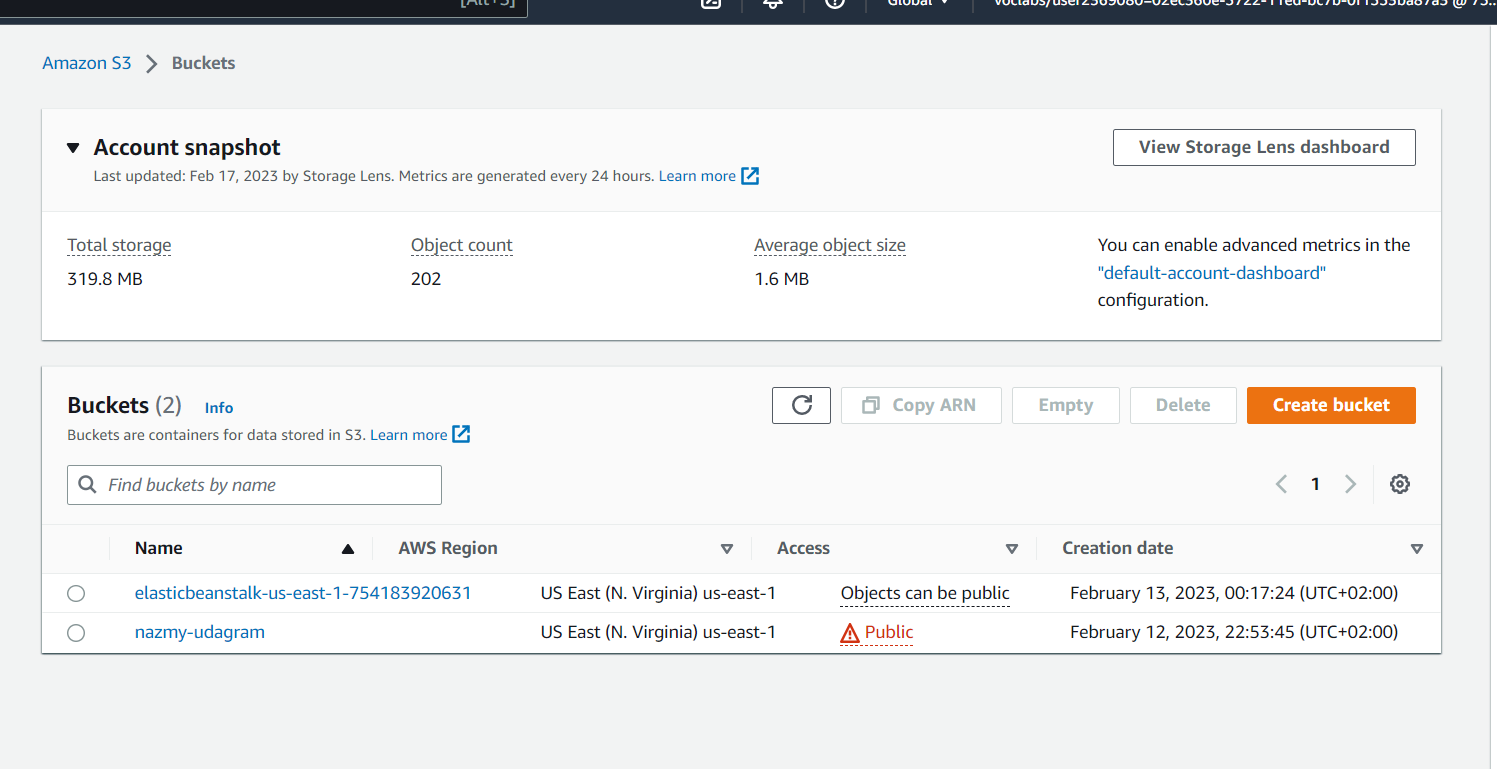 [Alt+S]
Global
Amazon S3 > Buckets
Account snapshot
View Storage Lens dashboard
Last updated: Feb 17, 2023 by Storage Lens. Metrics are generated every 24 hours. Learn more
Total storage Object count Average object size You can enable advanced metrics in the
319.8 MB 202 1.6 MB "default-account-dashboard"
configuration.
Buckets (2) Info Copy ARN Empty Delete Create bucket
Buckets are containers for data stored in S3. Learn more
Find buckets by name 1
Name AWS Region Access Creation date
elasticbeanstalk-us-east-1-754183920631 US East (N. Virginia) us-east-1 Objects can be public February 13, 2023, 00:17:24 (UTC+02:00)
nazmy-udagram US East (N. Virginia) us-east-1 Public February 12, 2023, 22:53:45 (UTC+02:00)